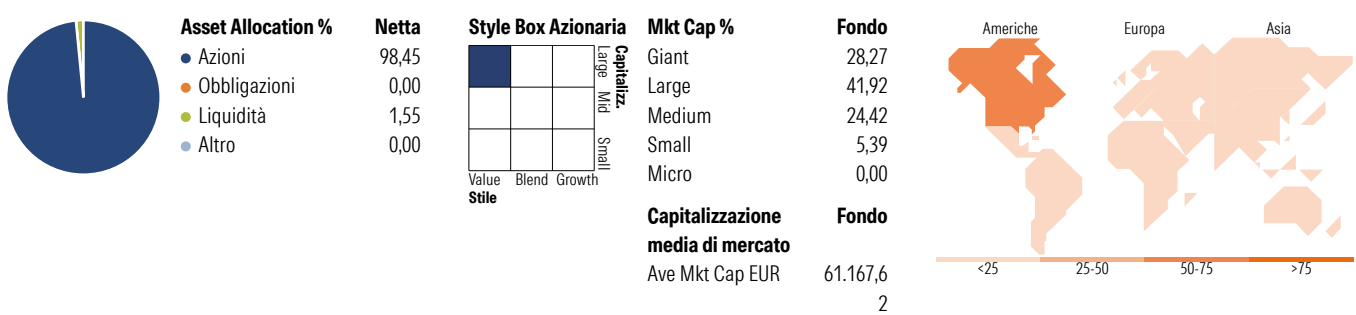 Asset Allocation % Netta
Azioni 98,45
Obbligazioni 0,00
Liquidità 1,55
Altro 0,00
Style Box Azionaria
Capitalizz.
Large Mid Small
Value Blend Growth
Stile
Mkt Cap % Fondo
Giant 28,27
Large 41,92
Medium 24,42
Small 5,39
Micro 0,00
Capitalizzazione Fondo
media di mercato
Ave Mkt Cap EUR 61.167,6
2
Americhe Europa Asia
<25 25-50 50-75 >75